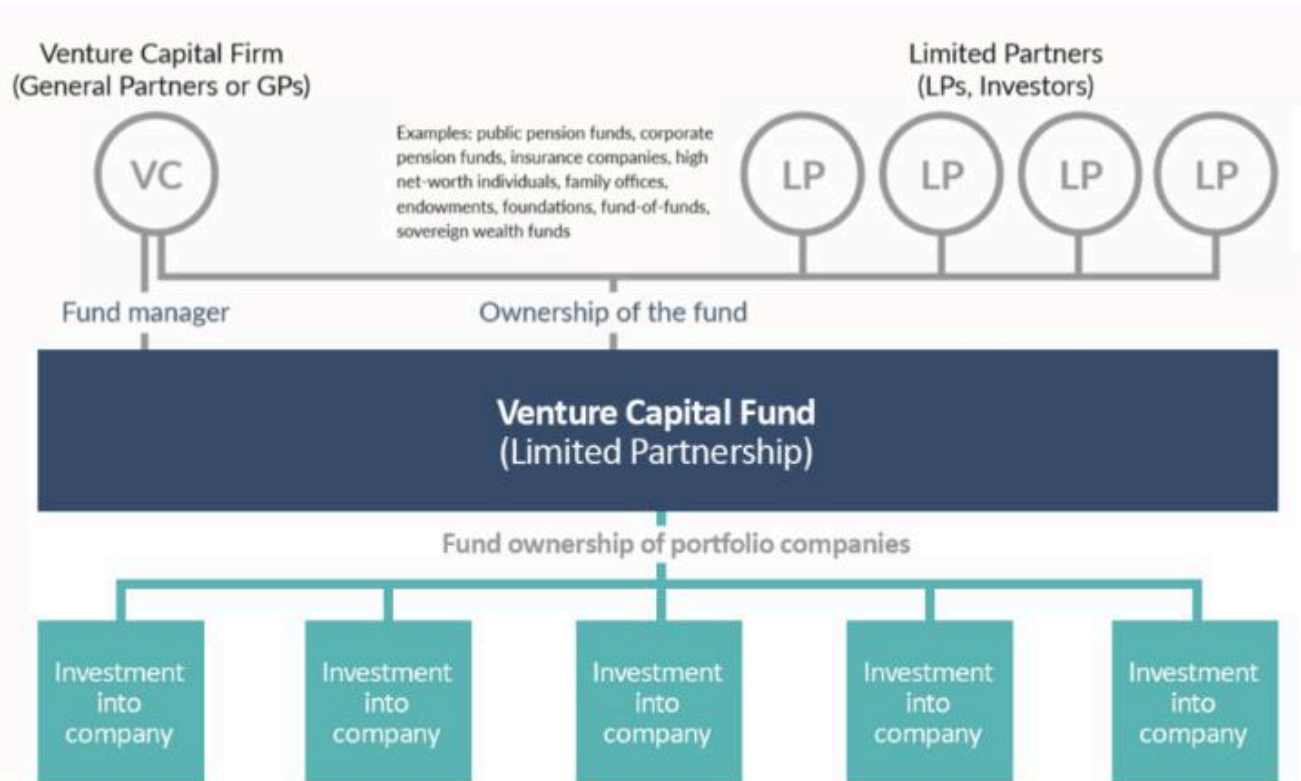 Venture Capital Firm
(General Partners or GPs)
Limited Partners
(LPs, Investors)
VC
Examples: public pension funds, corporate
pension funds, insurance companies, high
net-worth individuals, family offices,
endowments, foundations, fund-of-funds,
sovereign wealth funds
LP
LP
LP
LP
Fund manager
Ownership of the fund
Venture Capital Fund
(Limited Partnership)
Fund ownership of portfolio companies
Investment
into
company
Investment
into
company
Investment
into
company
Investment
into
company
Investment
into
company